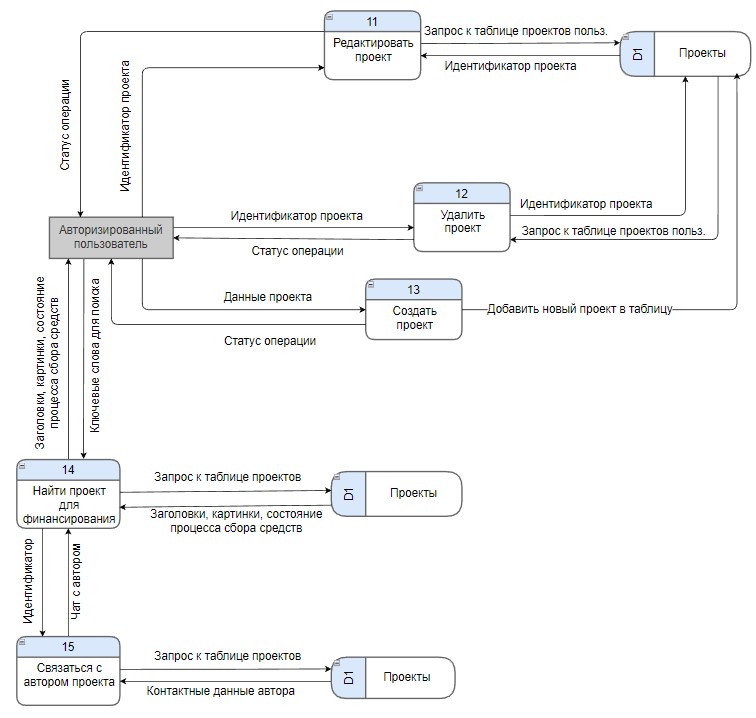 11
Редактировать
проект
Запрос к таблице проектов польз.
Идентификатор проекта
D1
Проекты
Статус операции
Идентификатор проекта
12
Удалить
проект
Идентификатор проекта
Запрос к таблице проектов польз.
Авторизированный
пользователь
Идентификатор проекта
Статус операции
13
Создать
проект
Данные проекта
Добавить новый проект в таблицу
Статус операции
Заголовки, картинки, состояние
процесса сбора средств
Ключевые слова для поиска
14
Найти проект
для
финансирования
Запрос к таблице проектов
Заголовки, картинки, состояние
процесса сбора средств
D1
Проекты
Идентификатор
Чат с автором
15
Связаться с
автором проекта
Запрос к таблице проектов
Контактные данные автора
D1
Проекты